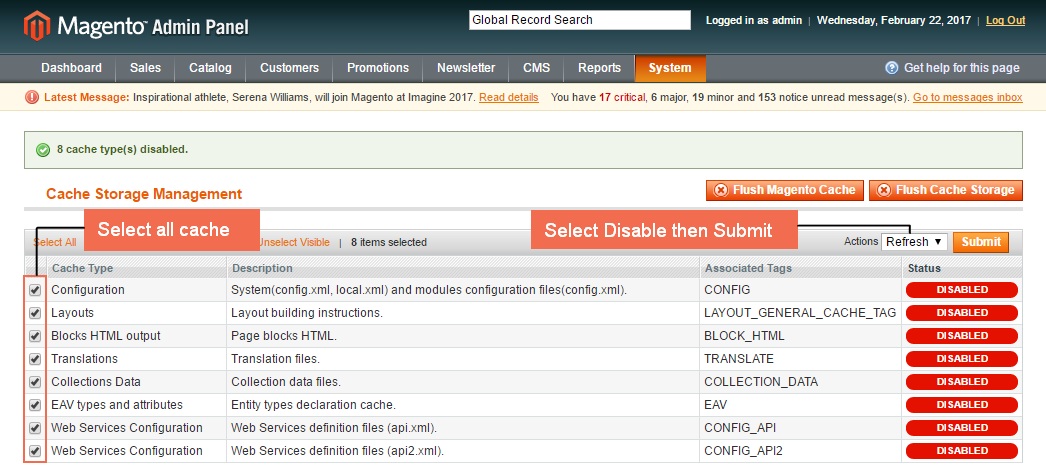 Magento Admin Panel
Global Record Search
Logged in as admin | Wednesday, February 22, 2017 | Log Out
Dashboard Sales Catalog Customers Promotions Newsletter CMS Reports System
Get help for this page
Latest Message: Inspirational athlete, Serena Williams, will join Magento at Imagine 2017. Read details You have 17 critical, 6 major, 19 minor and 153 notice unread message(s). Go to messages inbox
8 cache type(s) disabled.
Cache Storage Management
Flush Magento Cache
Flush Cache Storage
Select all cache
Select Disable then Submit
Select All
Unselect Visible | 8 items selected
Actions Refresh ▼ Submit
Cache Type Description Associated Tags Status
Configuration System(config.xml, local.xml) and modules configuration files(config.xml). CONFIG DISABLED
Layouts Layout building instructions. LAYOUT_GENERAL_CACHE_TAG DISABLED
Blocks HTML output Page blocks HTML. BLOCK_HTML DISABLED
Translations Translation files. TRANSLATE DISABLED
Collections Data Collection data files. COLLECTION_DATA DISABLED
EAV types and attributes Entity types declaration cache. EAV DISABLED
Web Services Configuration Web Services definition files (api.xml). CONFIG_API DISABLED
Web Services Configuration Web Services definition files (api2.xml). CONFIG_API2 DISABLED